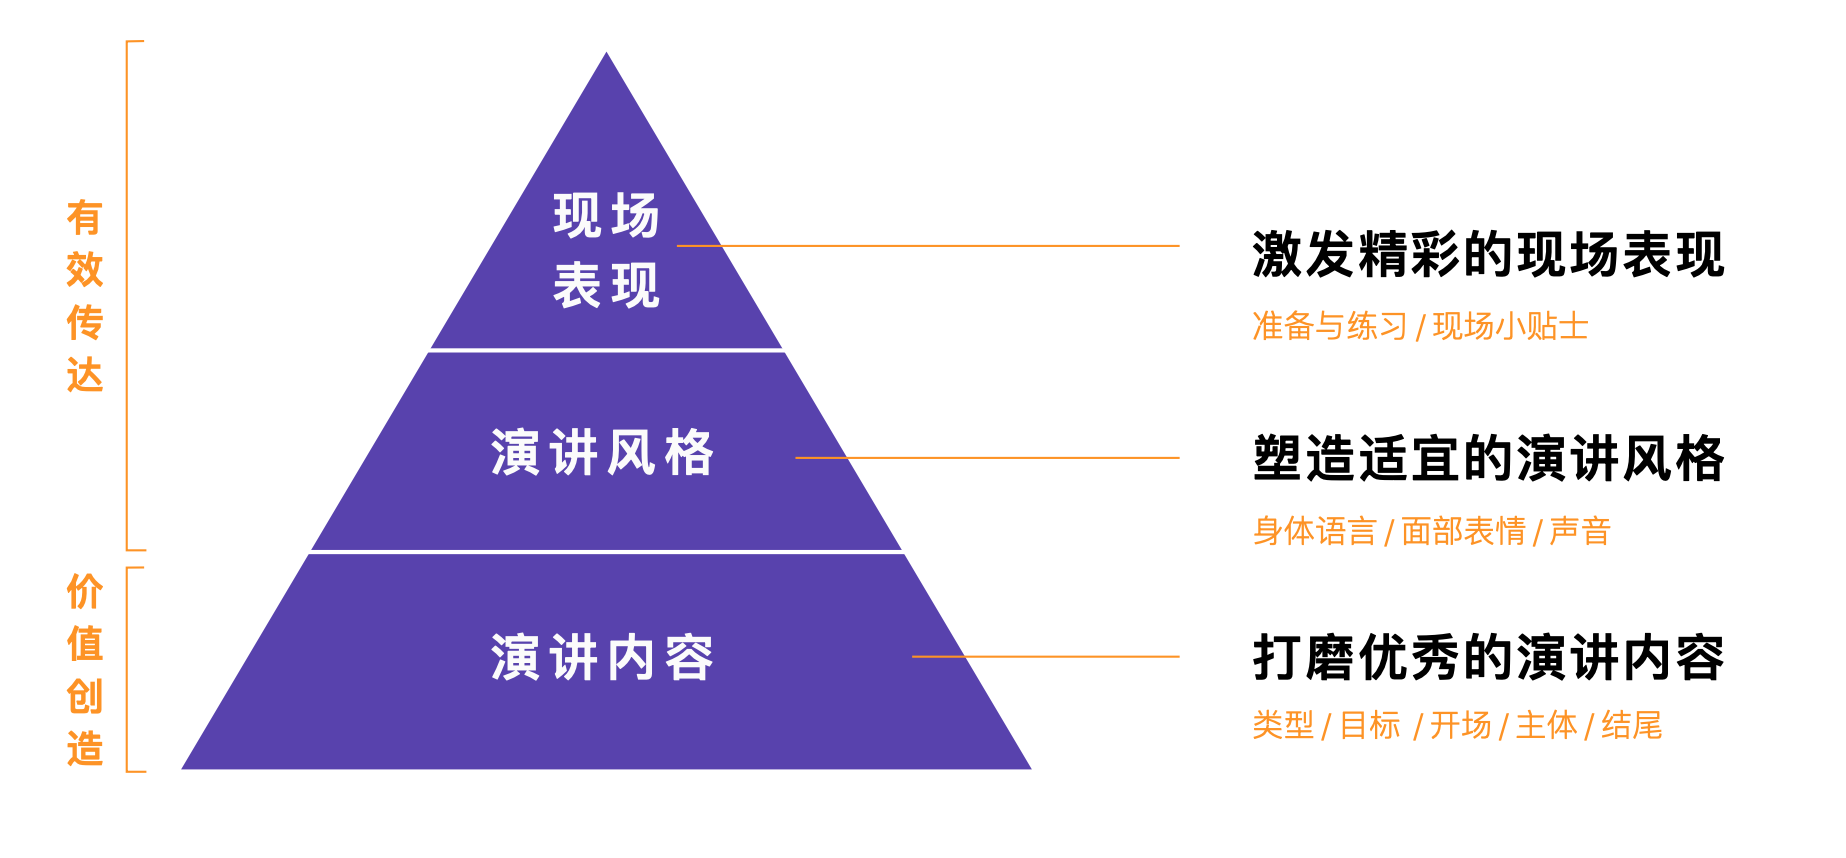 有效传达
价值创造
现场
表现
演讲风格
演讲内容
激发精彩的现场表现
准备与练习 / 现场小贴士
塑造适宜的演讲风格
身体语言 / 面部表情 / 声音
打磨优秀的演讲内容
类型 / 目标 / 开场 / 主体 / 结尾